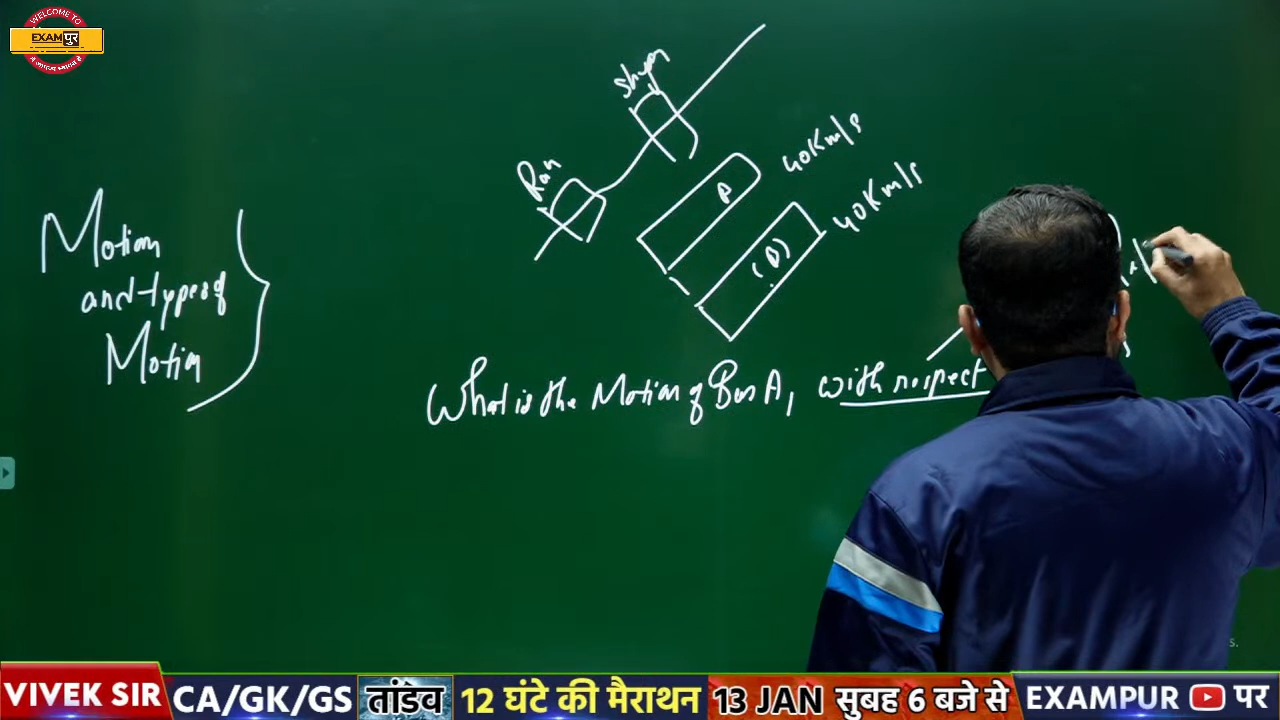 WELCOME TO
EXAMপুर
Shyam
Ram
A
40Km/s
(B)
40Km/s
Motion
and types of
Motion
What is the Motion of Bus A, with respect
VIVEK SIR CA/GK/GS तांडव 12 घंटे की मैराथन 13 JAN सुबह 6 बजे से EXAMPUR पर